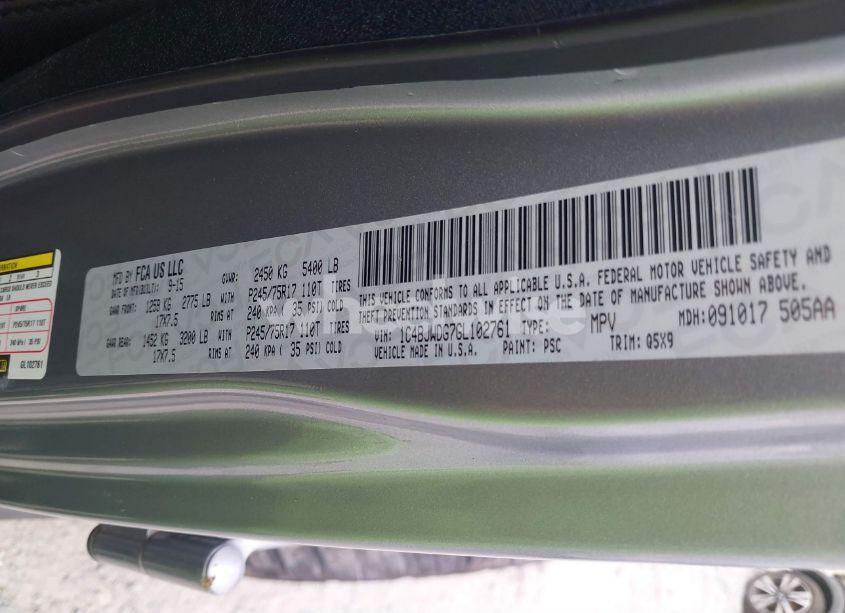 MFD BY FCA US LLC
DATE OF MFR(BUILT): 9-15 GVWR: 2450 KG 5400 LB
GAWR FRONT: 1259 KG 2775 LB WITH P245/75R17 110T TIRES
17X7.5 RIMS AT 240 KPA ( 35 PSI) COLD
GAWR REAR: 1452 KG 3200 LB WITH P245/75R17 110T TIRES
17X7.5 RIMS AT 240 KPA ( 35 PSI) COLD
THIS VEHICLE CONFORMS TO ALL APPLICABLE U.S.A. FEDERAL MOTOR VEHICLE SAFETY AND
THEFT PREVENTION STANDARDS IN EFFECT ON THE DATE OF MANUFACTURE SHOWN ABOVE.
VIN: 1C4BJWDG7GL102761 TYPE: MPV MDH: 091017 505AA
VEHICLE MADE IN U.S.A. PAINT: PSC TRIM: Q5X9
GL102761